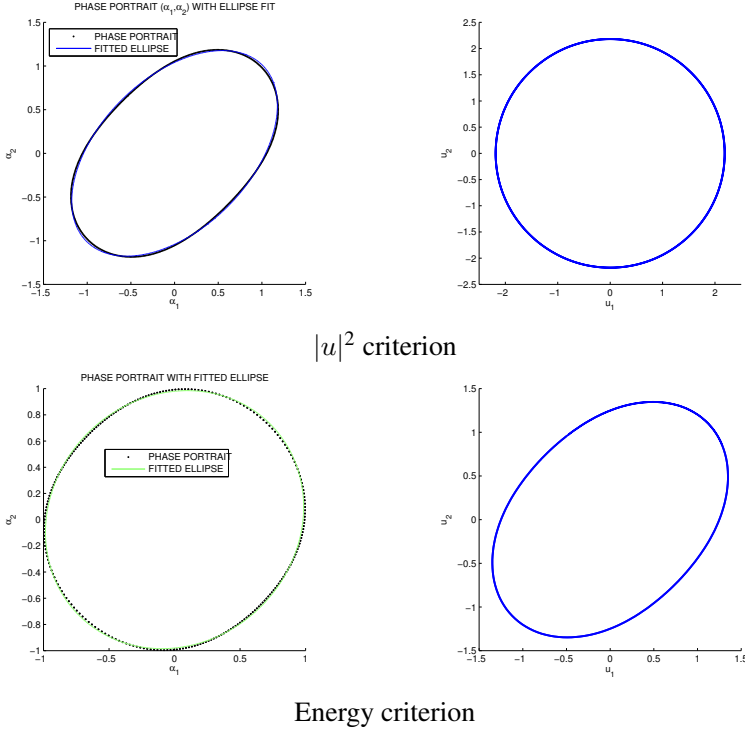 PHASE PORTRAIT (α₁,α₂) WITH ELLIPSE FIT
PHASE PORTRAIT
FITTED ELLIPSE
1.5
1
0.5
0
−0.5
−1
−1.5
α₂
−1.5 −1 −0.5 0 0.5 1 1.5
α₁
2.5
2
1.5
1
0.5
0
−0.5
−1
−1.5
−2
−2.5
u₂
−2 −1 0 1 2
u₁
|u|² criterion
PHASE PORTRAIT WITH FITTED ELLIPSE
PHASE PORTRAIT
FITTED ELLIPSE
1
0.8
0.6
0.4
0.2
0
−0.2
−0.4
−0.6
−0.8
−1
α₂
−1 −0.5 0 0.5 1
α₁
1.5
1
0.5
0
−0.5
−1
−1.5
u₂
−1.5 −1 −0.5 0 0.5 1 1.5
u₁
Energy criterion